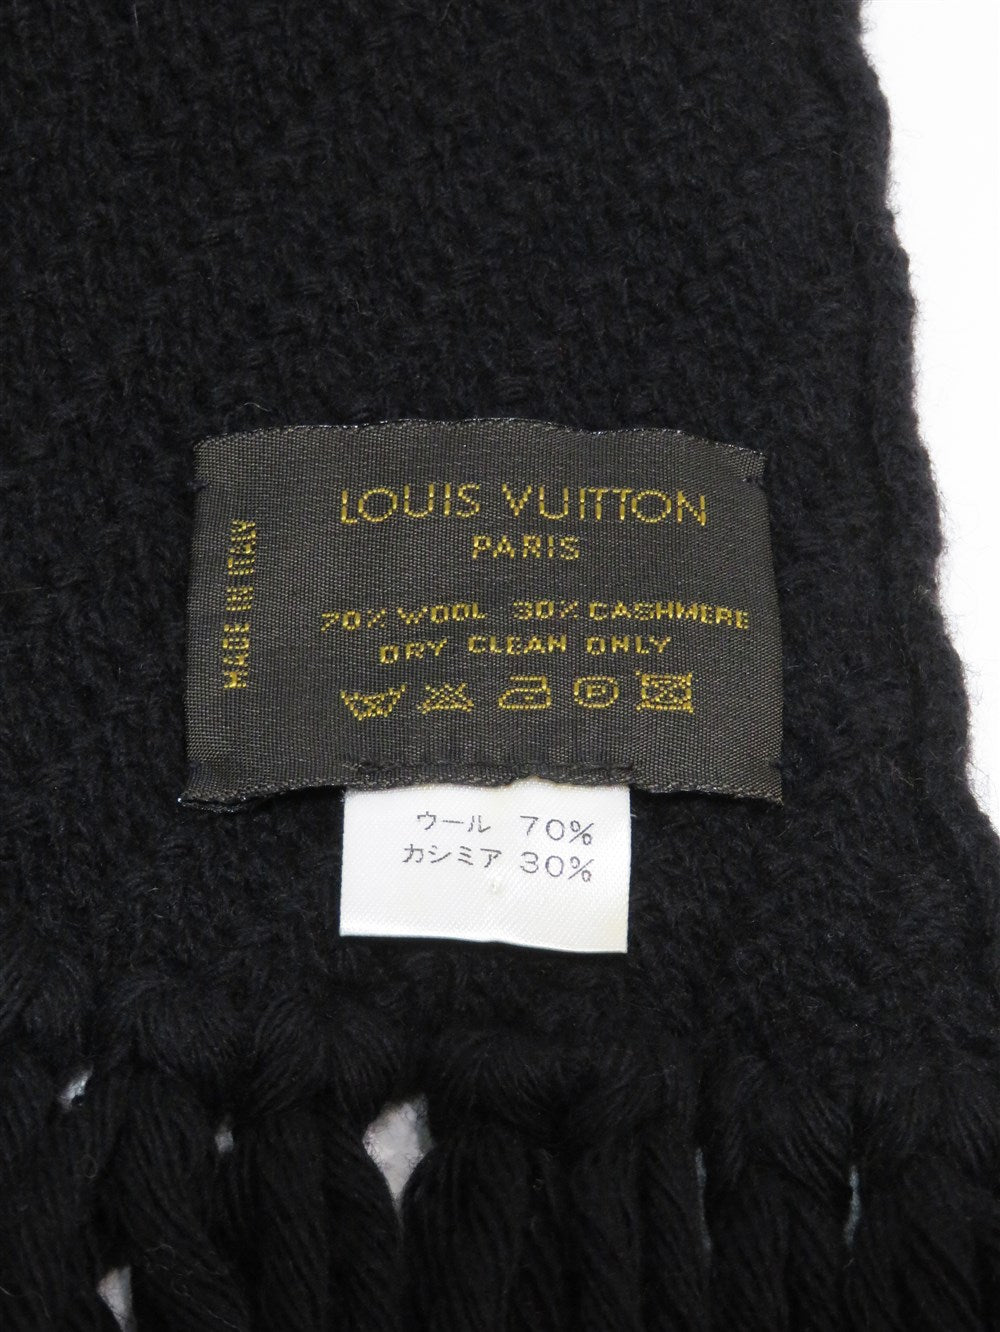 LOUIS VUITTON
PARIS
MADE IN ITALY
70% WOOL 30% CASHMERE
DRY CLEAN ONLY
P
ウール 70%
カシミア 30%